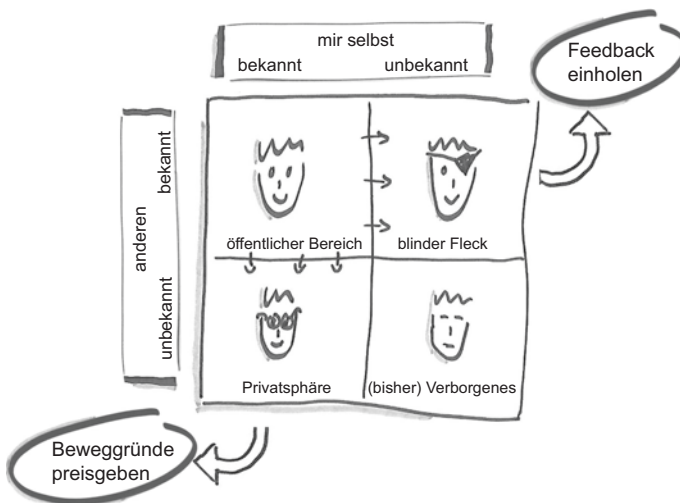 mir selbst
bekannt unbekannt
Feedback
einholen
anderen
bekannt
unbekannt
öffentlicher Bereich
blinder Fleck
Privatsphäre
(bisher) Verborgenes
Beweggründe
preisgeben